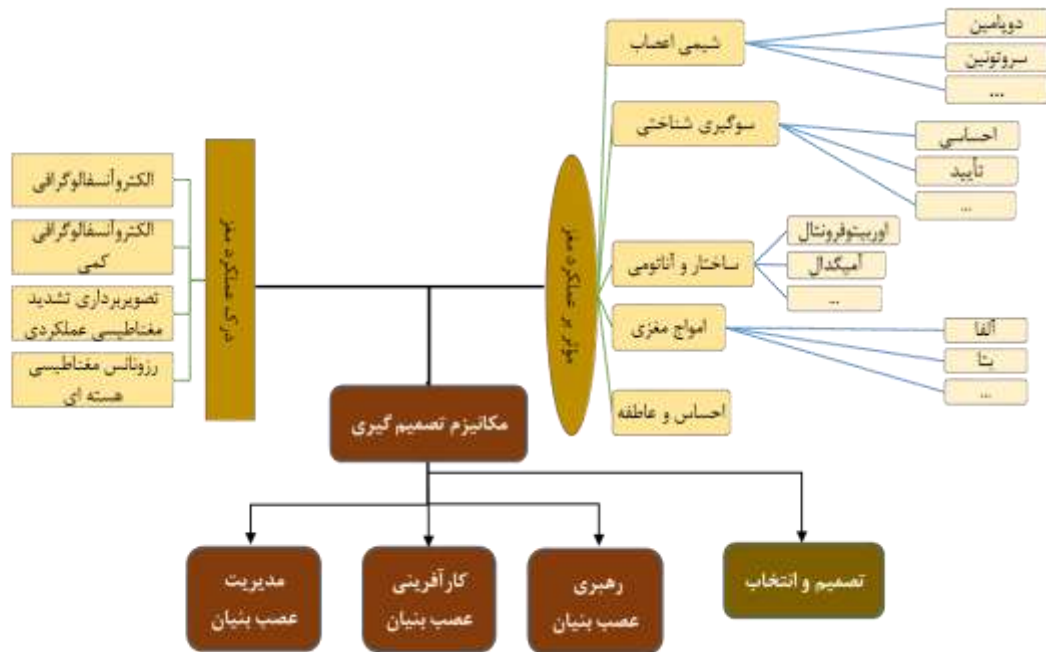 شیمی اعصاب
دوپامین
سروتونین
...
سوگیری شناختی
احساسی
تأیید
...
ساختار و آناتومی
اوربیتوفرونتال
آمیگدال
...
امواج مغزی
آلفا
بتا
...
احساس و عاطفه
مؤثر بر عملکرد مغز
درک عملکرد مغز
الکتروآنسفالوگرافی
الکتروآنسفالوگرافی
کمی
تصویربرداری تشدید
مغناطیسی عملکردی
رزونانس مغناطیسی
هسته ای
مکانیزم تصمیم گیری
تصمیم و انتخاب
رهبری
عصب بنیان
کارآفرینی
عصب بنیان
مدیریت
عصب بنیان